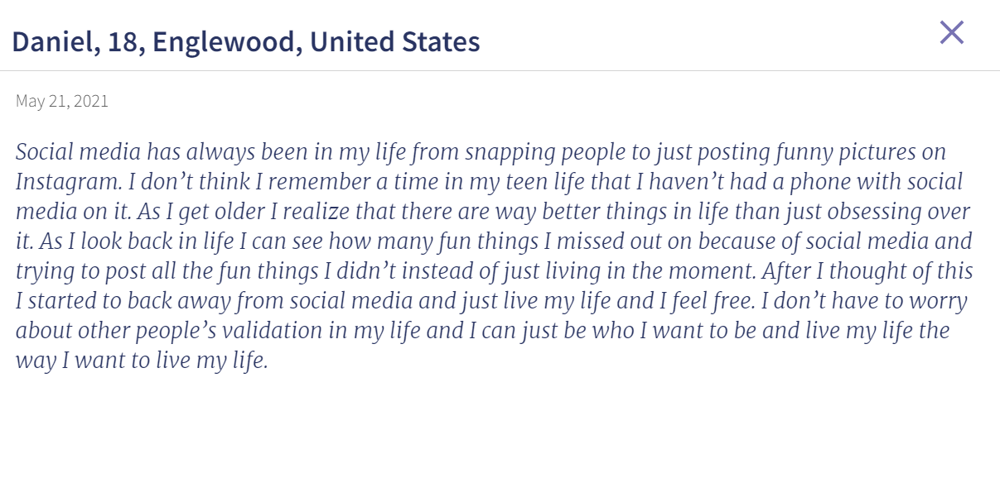 Daniel, 18, Englewood, United States
May 21, 2021
Social media has always been in my life from snapping people to just posting funny pictures on
Instagram. I don’t think I remember a time in my teen life that I haven’t had a phone with social
media on it. As I get older I realize that there are way better things in life than just obsessing over
it. As I look back in life I can see how many fun things I missed out on because of social media and
trying to post all the fun things I didn’t instead of just living in the moment. After I thought of this
I started to back away from social media and just live my life and I feel free. I don’t have to worry
about other people’s validation in my life and I can just be who I want to be and live my life the
way I want to live my life.